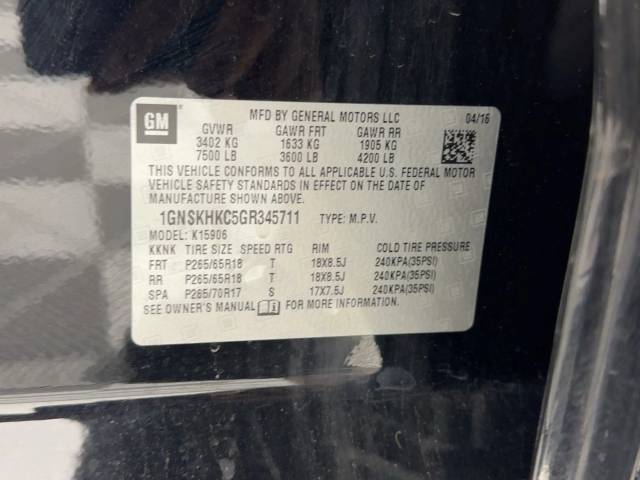 GM
MFD BY GENERAL MOTORS LLC 04/16
GVWR GAWR FRT GAWR RR
3402 KG 1633 KG 1905 KG
7500 LB 3600 LB 4200 LB
THIS VEHICLE CONFORMS TO ALL APPLICABLE U.S. FEDERAL MOTOR
VEHICLE SAFETY STANDARDS IN EFFECT ON THE DATE OF
MANUFACTURE SHOWN ABOVE.
1GNSKHKC5GR345711 TYPE: M.P.V.
MODEL: K15906
KKNK TIRE SIZE SPEED RTG RIM COLD TIRE PRESSURE
FRT P265/65R18 T 18X8.5J 240KPA(35PSI)
RR P265/65R18 T 18X8.5J 240KPA(35PSI)
SPA P265/70R17 S 17X7.5J 240KPA(35PSI)
SEE OWNER'S MANUAL FOR MORE INFORMATION.